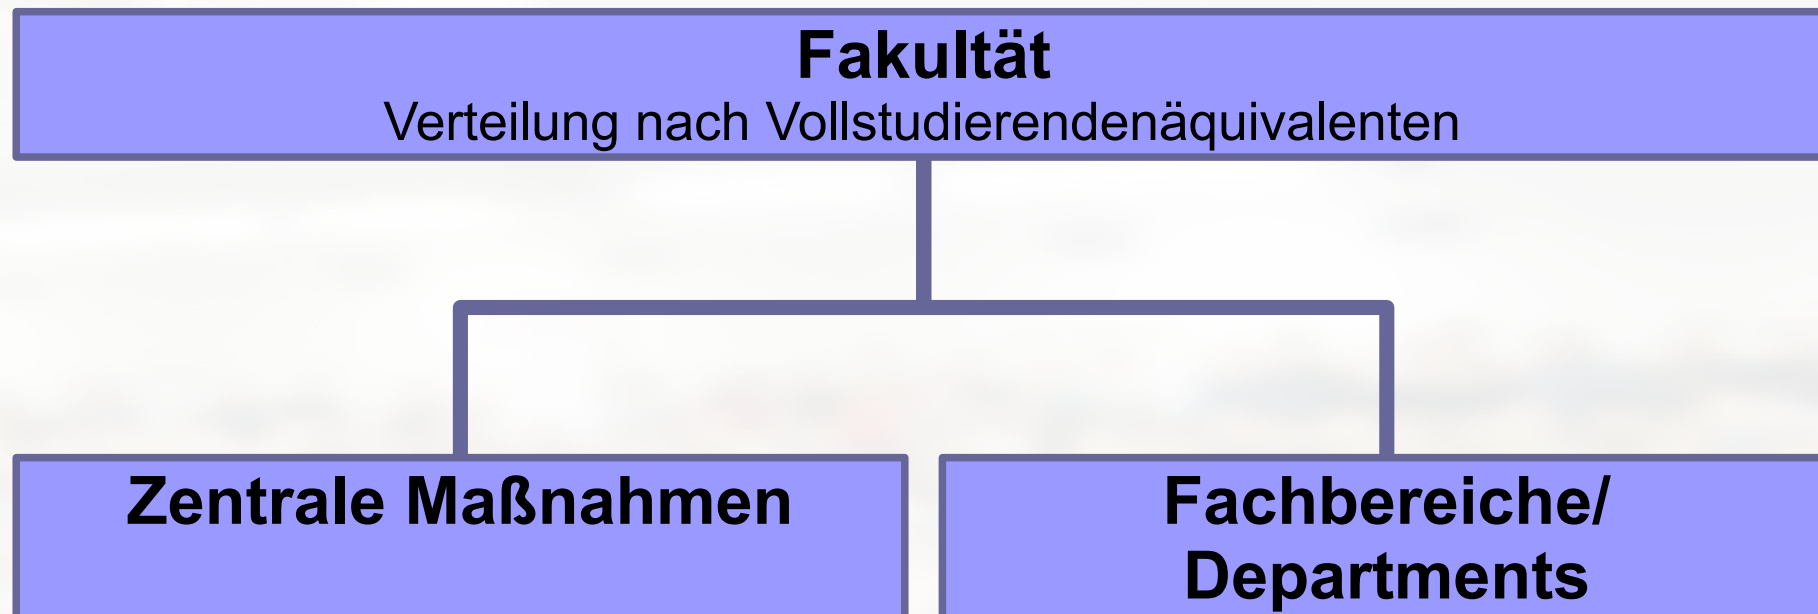 Fakultät
Verteilung nach Vollstudierendenäquivalenten
Zentrale Maßnahmen
Fachbereiche/
Departments